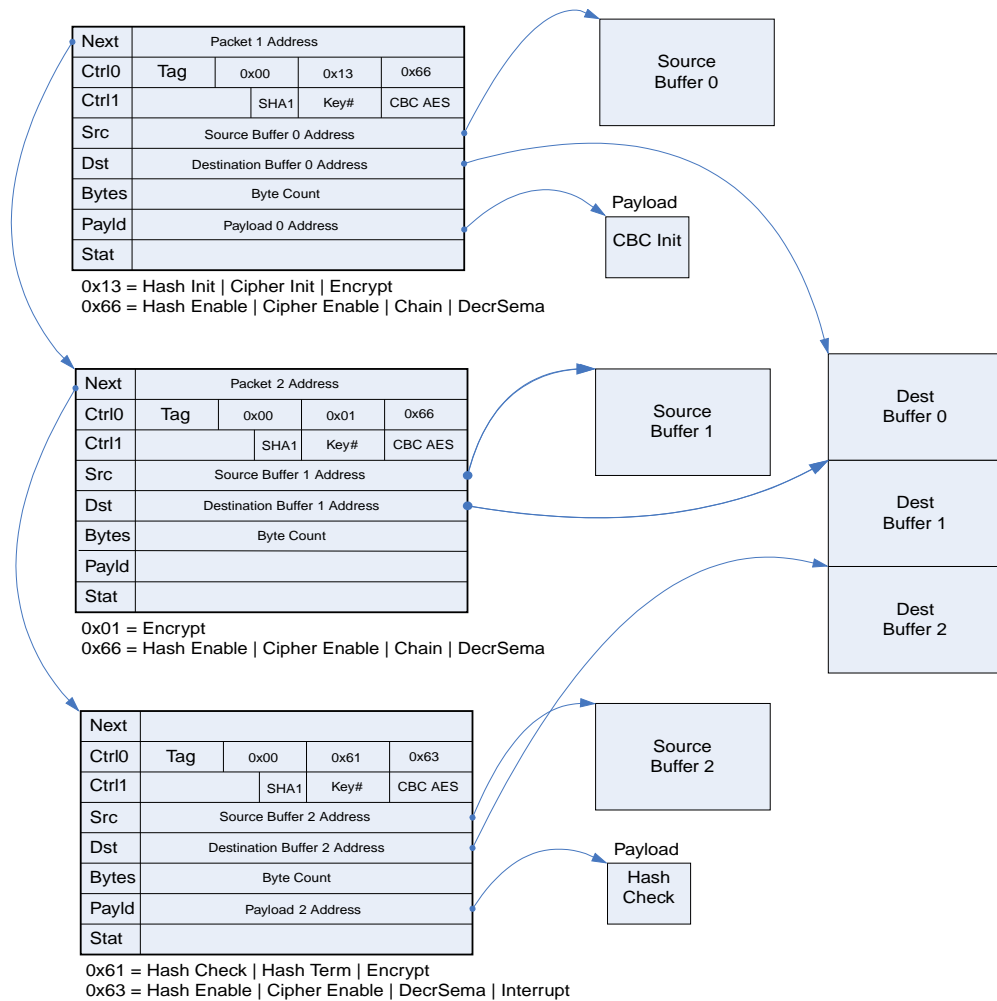 Next Packet 1 Address
Ctrl0 Tag 0x00 0x13 0x66
Ctrl1 SHA1 Key# CBC AES
Src Source Buffer 0 Address
Dst Destination Buffer 0 Address
Bytes Byte Count
Payld Payload 0 Address
Stat
0x13 = Hash Init | Cipher Init | Encrypt
0x66 = Hash Enable | Cipher Enable | Chain | DecrSema
Source
Buffer 0
Payload
CBC Init
Next Packet 2 Address
Ctrl0 Tag 0x00 0x01 0x66
Ctrl1 SHA1 Key# CBC AES
Src Source Buffer 1 Address
Dst Destination Buffer 1 Address
Bytes Byte Count
Payld
Stat
0x01 = Encrypt
0x66 = Hash Enable | Cipher Enable | Chain | DecrSema
Source
Buffer 1
Dest
Buffer 0
Dest
Buffer 1
Dest
Buffer 2
Next
Ctrl0 Tag 0x00 0x61 0x63
Ctrl1 SHA1 Key# CBC AES
Src Source Buffer 2 Address
Dst Destination Buffer 2 Address
Bytes Byte Count
Payld Payload 2 Address
Stat
0x61 = Hash Check | Hash Term | Encrypt
0x63 = Hash Enable | Cipher Enable | DecrSema | Interrupt
Source
Buffer 2
Payload
Hash
Check